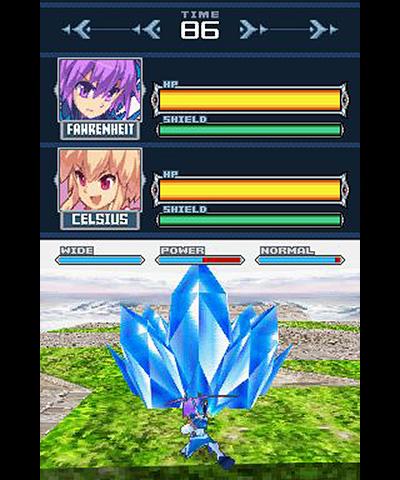 TIME
86
HP
SHIELD
FAHRENHEIT
HP
SHIELD
CELSIUS
WIDE POWER NORMAL